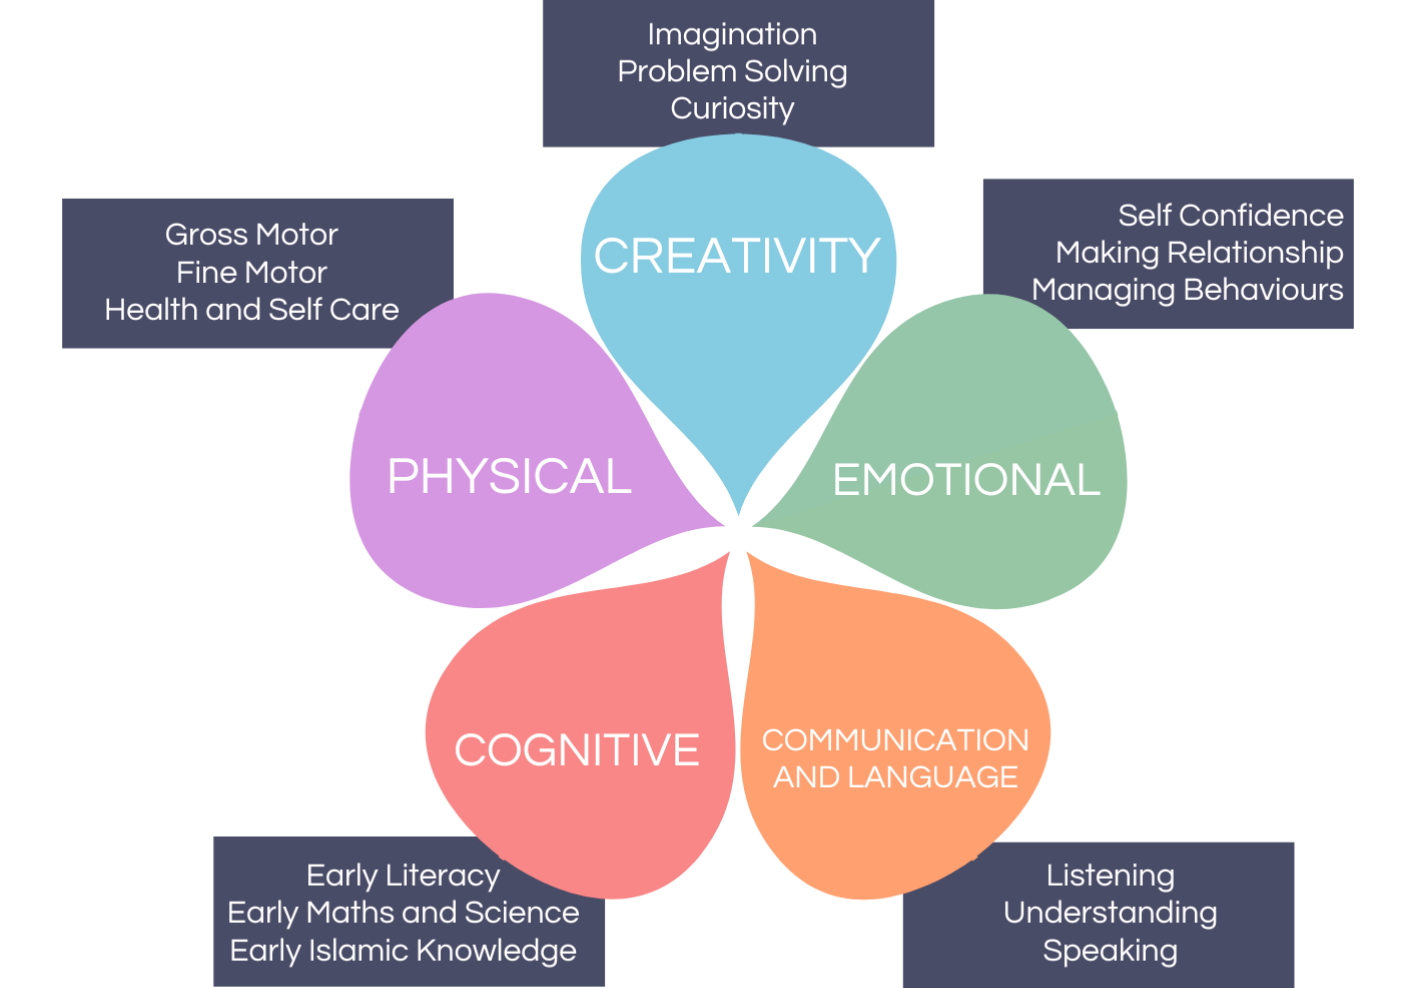 Imagination
Problem Solving
Curiosity
CREATIVITY
Self Confidence
Making Relationship
Managing Behaviours
EMOTIONAL
Gross Motor
Fine Motor
Health and Self Care
PHYSICAL
COGNITIVE
Early Literacy
Early Maths and Science
Early Islamic Knowledge
COMMUNICATION
AND LANGUAGE
Listening
Understanding
Speaking